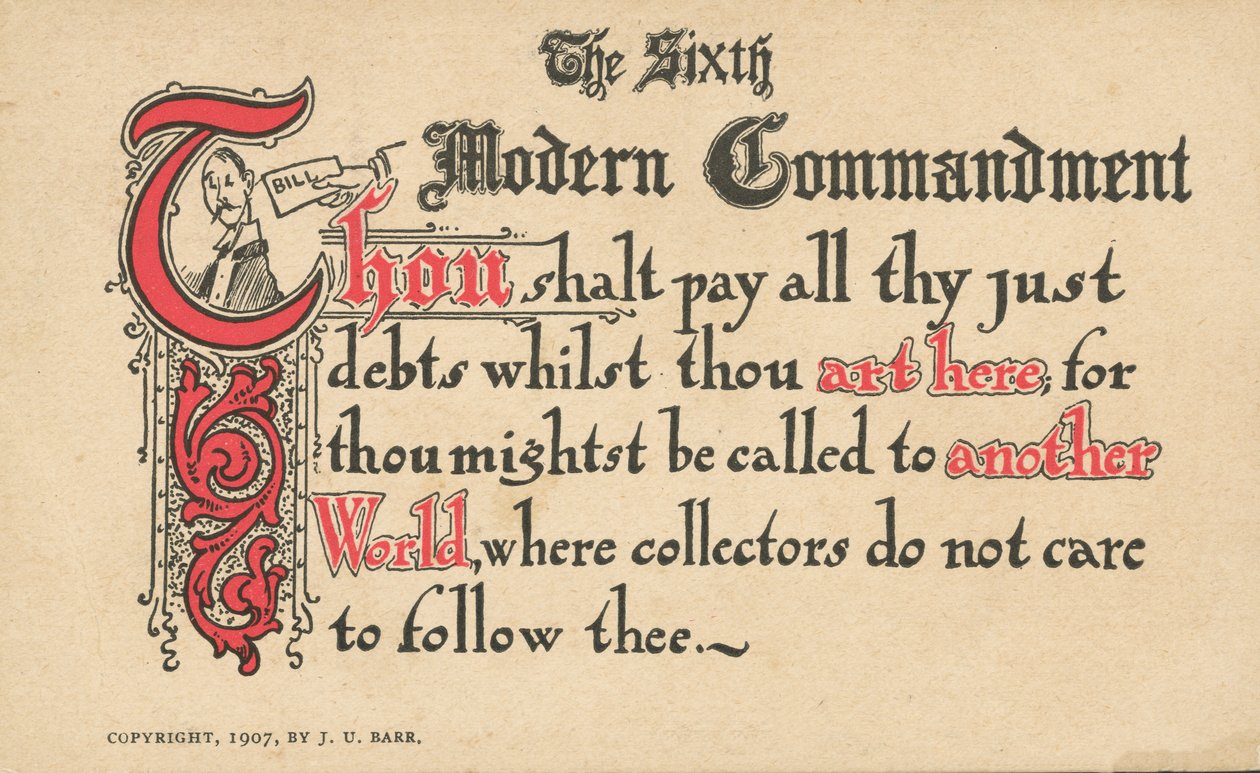 The Sixth
Modern Commandment
BILL
Thou shalt pay all thy just
debts whilst thou art here; for
thou mightst be called to another
World, where collectors do not care
to follow thee.~
COPYRIGHT, 1907, BY J. U. BARR.